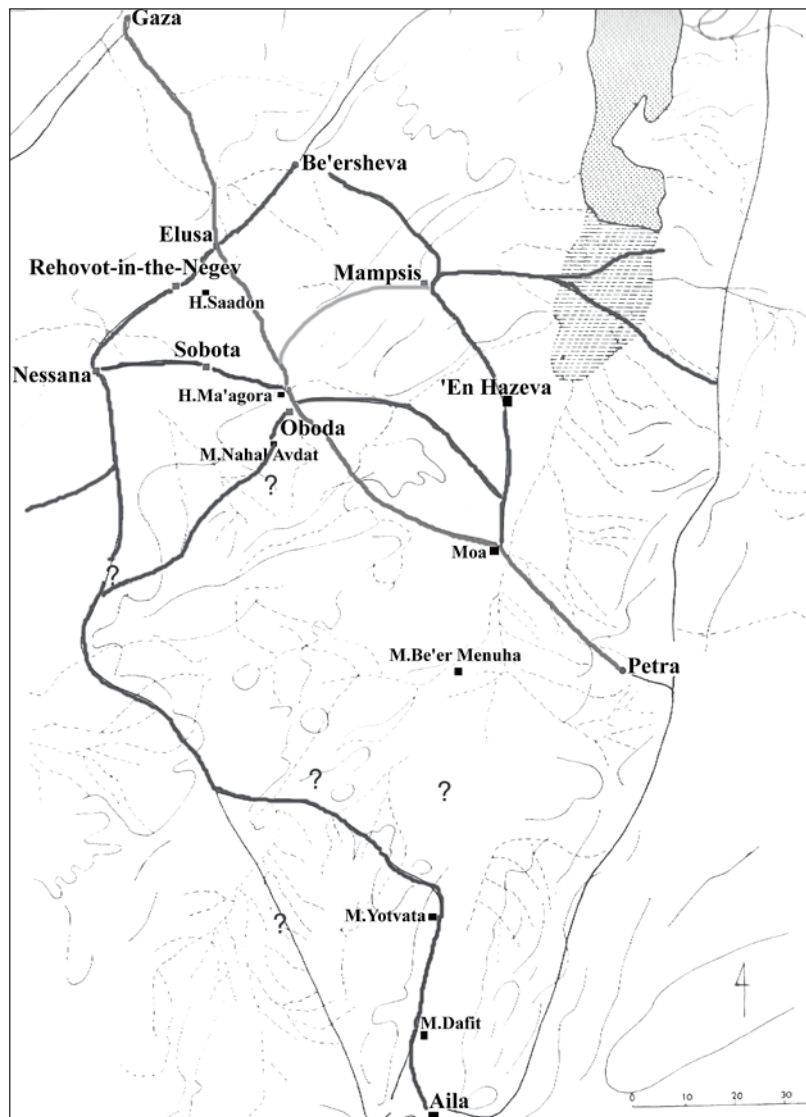 Gaza
Be'ersheva
Elusa
Rehovot-in-the-Negev
Mampsis
H.Saadon
Sobota
Nessana
'En Hazeva
H.Ma'agora
Oboda
M.Nahal Avdat
?
Moa
?
M.Be'er Menuha
Petra
?
?
M.Yotvata
?
M.Dafit
Aila
0 10 20 30